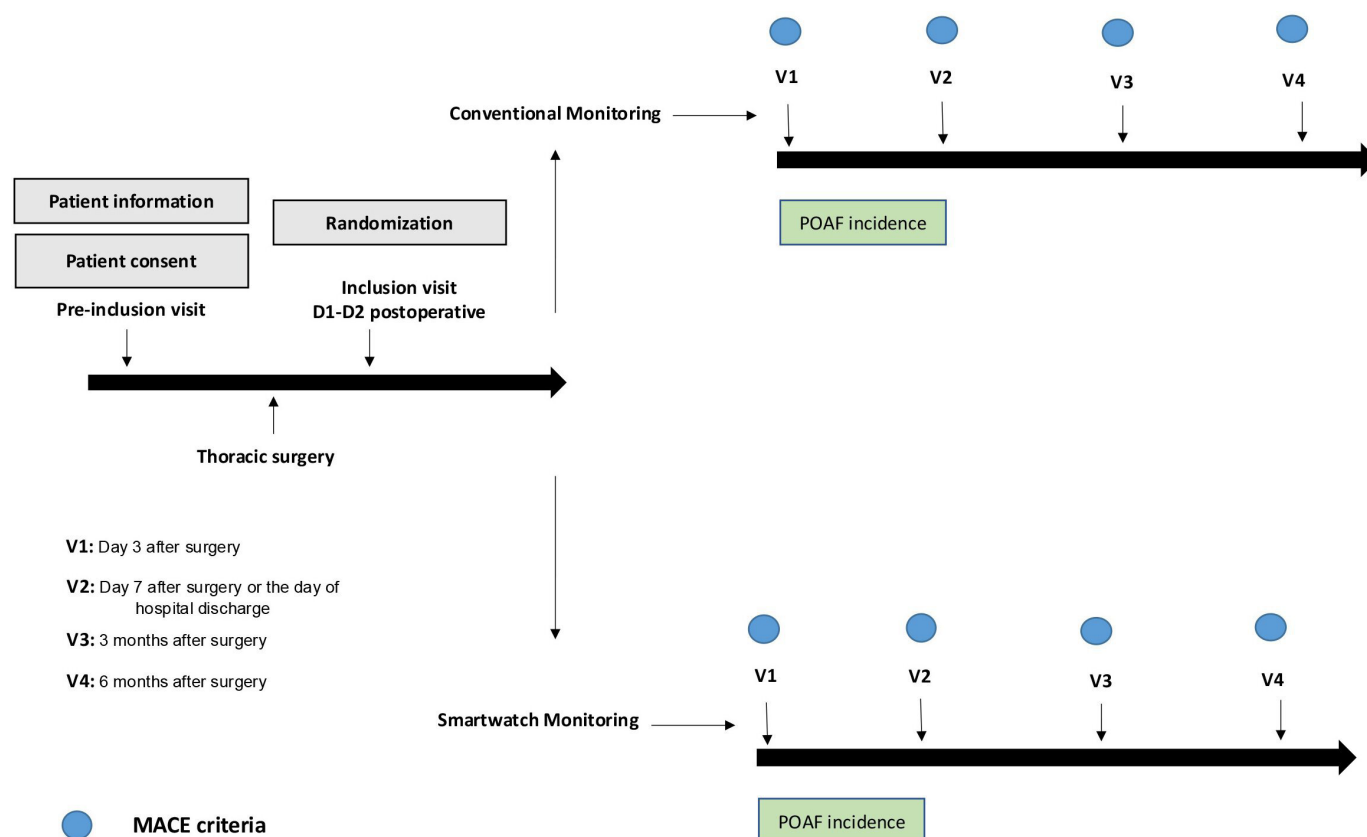 V1
V2
V3
V4
Conventional Monitoring
POAF incidence
Patient information
Patient consent
Pre-inclusion visit
Randomization
Inclusion visit
D1-D2 postoperative
Thoracic surgery
V1: Day 3 after surgery
V2: Day 7 after surgery or the day of
hospital discharge
V3: 3 months after surgery
V4: 6 months after surgery
V1
V2
V3
V4
Smartwatch Monitoring
POAF incidence
MACE criteria